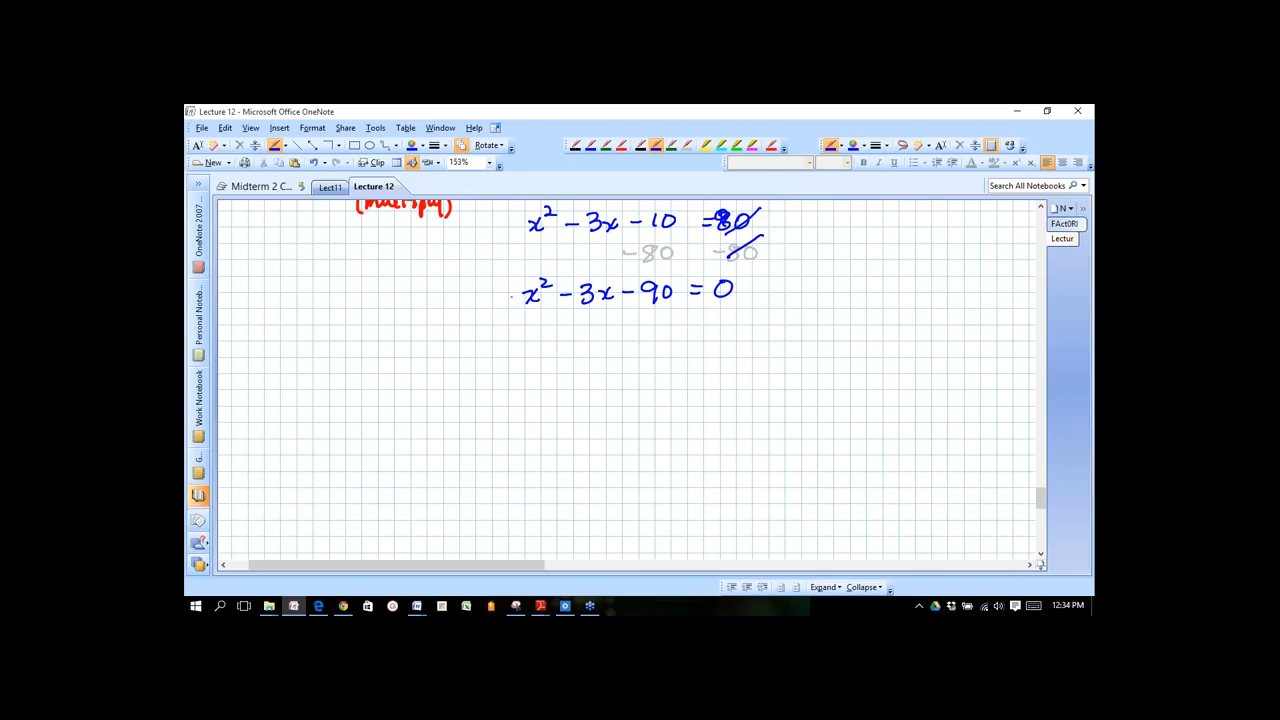 Lecture 12 - Microsoft Office OneNote
File Edit View Insert Format Share Tools Table Window Help
Rotate
New Clip 153%
B I U
Midterm 2 C... Lect11 Lecture 12 Search All Notebooks
N
FActORI
Lectur
OneNote 2007
Personal Noteb...
Work Notebook
G...
(multiply)
x² - 3x - 10 = 80
-80 -80
x² - 3x - 90 = 0
Expand Collapse
12:34 PM